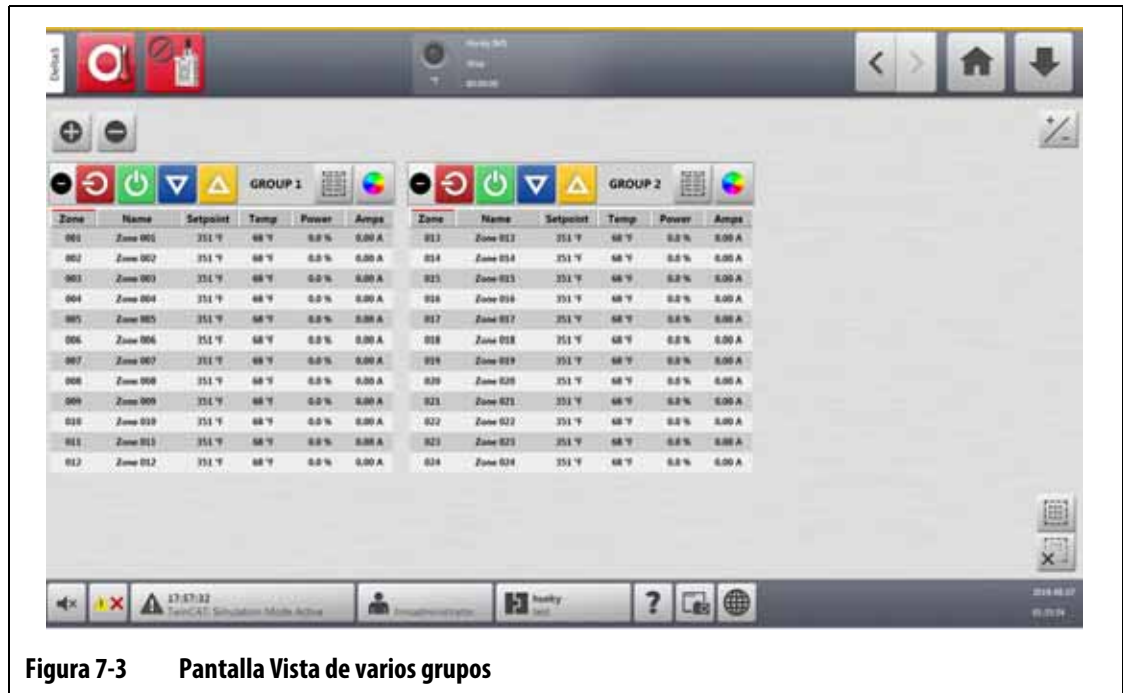 Delta5
°F
GROUP 1
Zone Name Setpoint Temp Power Amps
001 Zone 001 351 °F 68 °F 0.0 % 0.00 A
002 Zone 002 351 °F 68 °F 0.0 % 0.00 A
003 Zone 003 351 °F 68 °F 0.0 % 0.00 A
004 Zone 004 351 °F 68 °F 0.0 % 0.00 A
005 Zone 005 351 °F 68 °F 0.0 % 0.00 A
006 Zone 006 351 °F 68 °F 0.0 % 0.00 A
007 Zone 007 351 °F 68 °F 0.0 % 0.00 A
008 Zone 008 351 °F 68 °F 0.0 % 0.00 A
009 Zone 009 351 °F 68 °F 0.0 % 0.00 A
010 Zone 010 351 °F 68 °F 0.0 % 0.00 A
011 Zone 011 351 °F 68 °F 0.0 % 0.00 A
012 Zone 012 351 °F 68 °F 0.0 % 0.00 A
GROUP 2
Zone Name Setpoint Temp Power Amps
013 Zone 013 351 °F 68 °F 0.0 % 0.00 A
014 Zone 014 351 °F 68 °F 0.0 % 0.00 A
015 Zone 015 351 °F 68 °F 0.0 % 0.00 A
016 Zone 016 351 °F 68 °F 0.0 % 0.00 A
017 Zone 017 351 °F 68 °F 0.0 % 0.00 A
018 Zone 018 351 °F 68 °F 0.0 % 0.00 A
019 Zone 019 351 °F 68 °F 0.0 % 0.00 A
020 Zone 020 351 °F 68 °F 0.0 % 0.00 A
021 Zone 021 351 °F 68 °F 0.0 % 0.00 A
022 Zone 022 351 °F 68 °F 0.0 % 0.00 A
023 Zone 023 351 °F 68 °F 0.0 % 0.00 A
024 Zone 024 351 °F 68 °F 0.0 % 0.00 A
17:57:32
TwinCAT: Simulation Mode Active
husky
test
?
Figura 7-3 Pantalla Vista de varios grupos